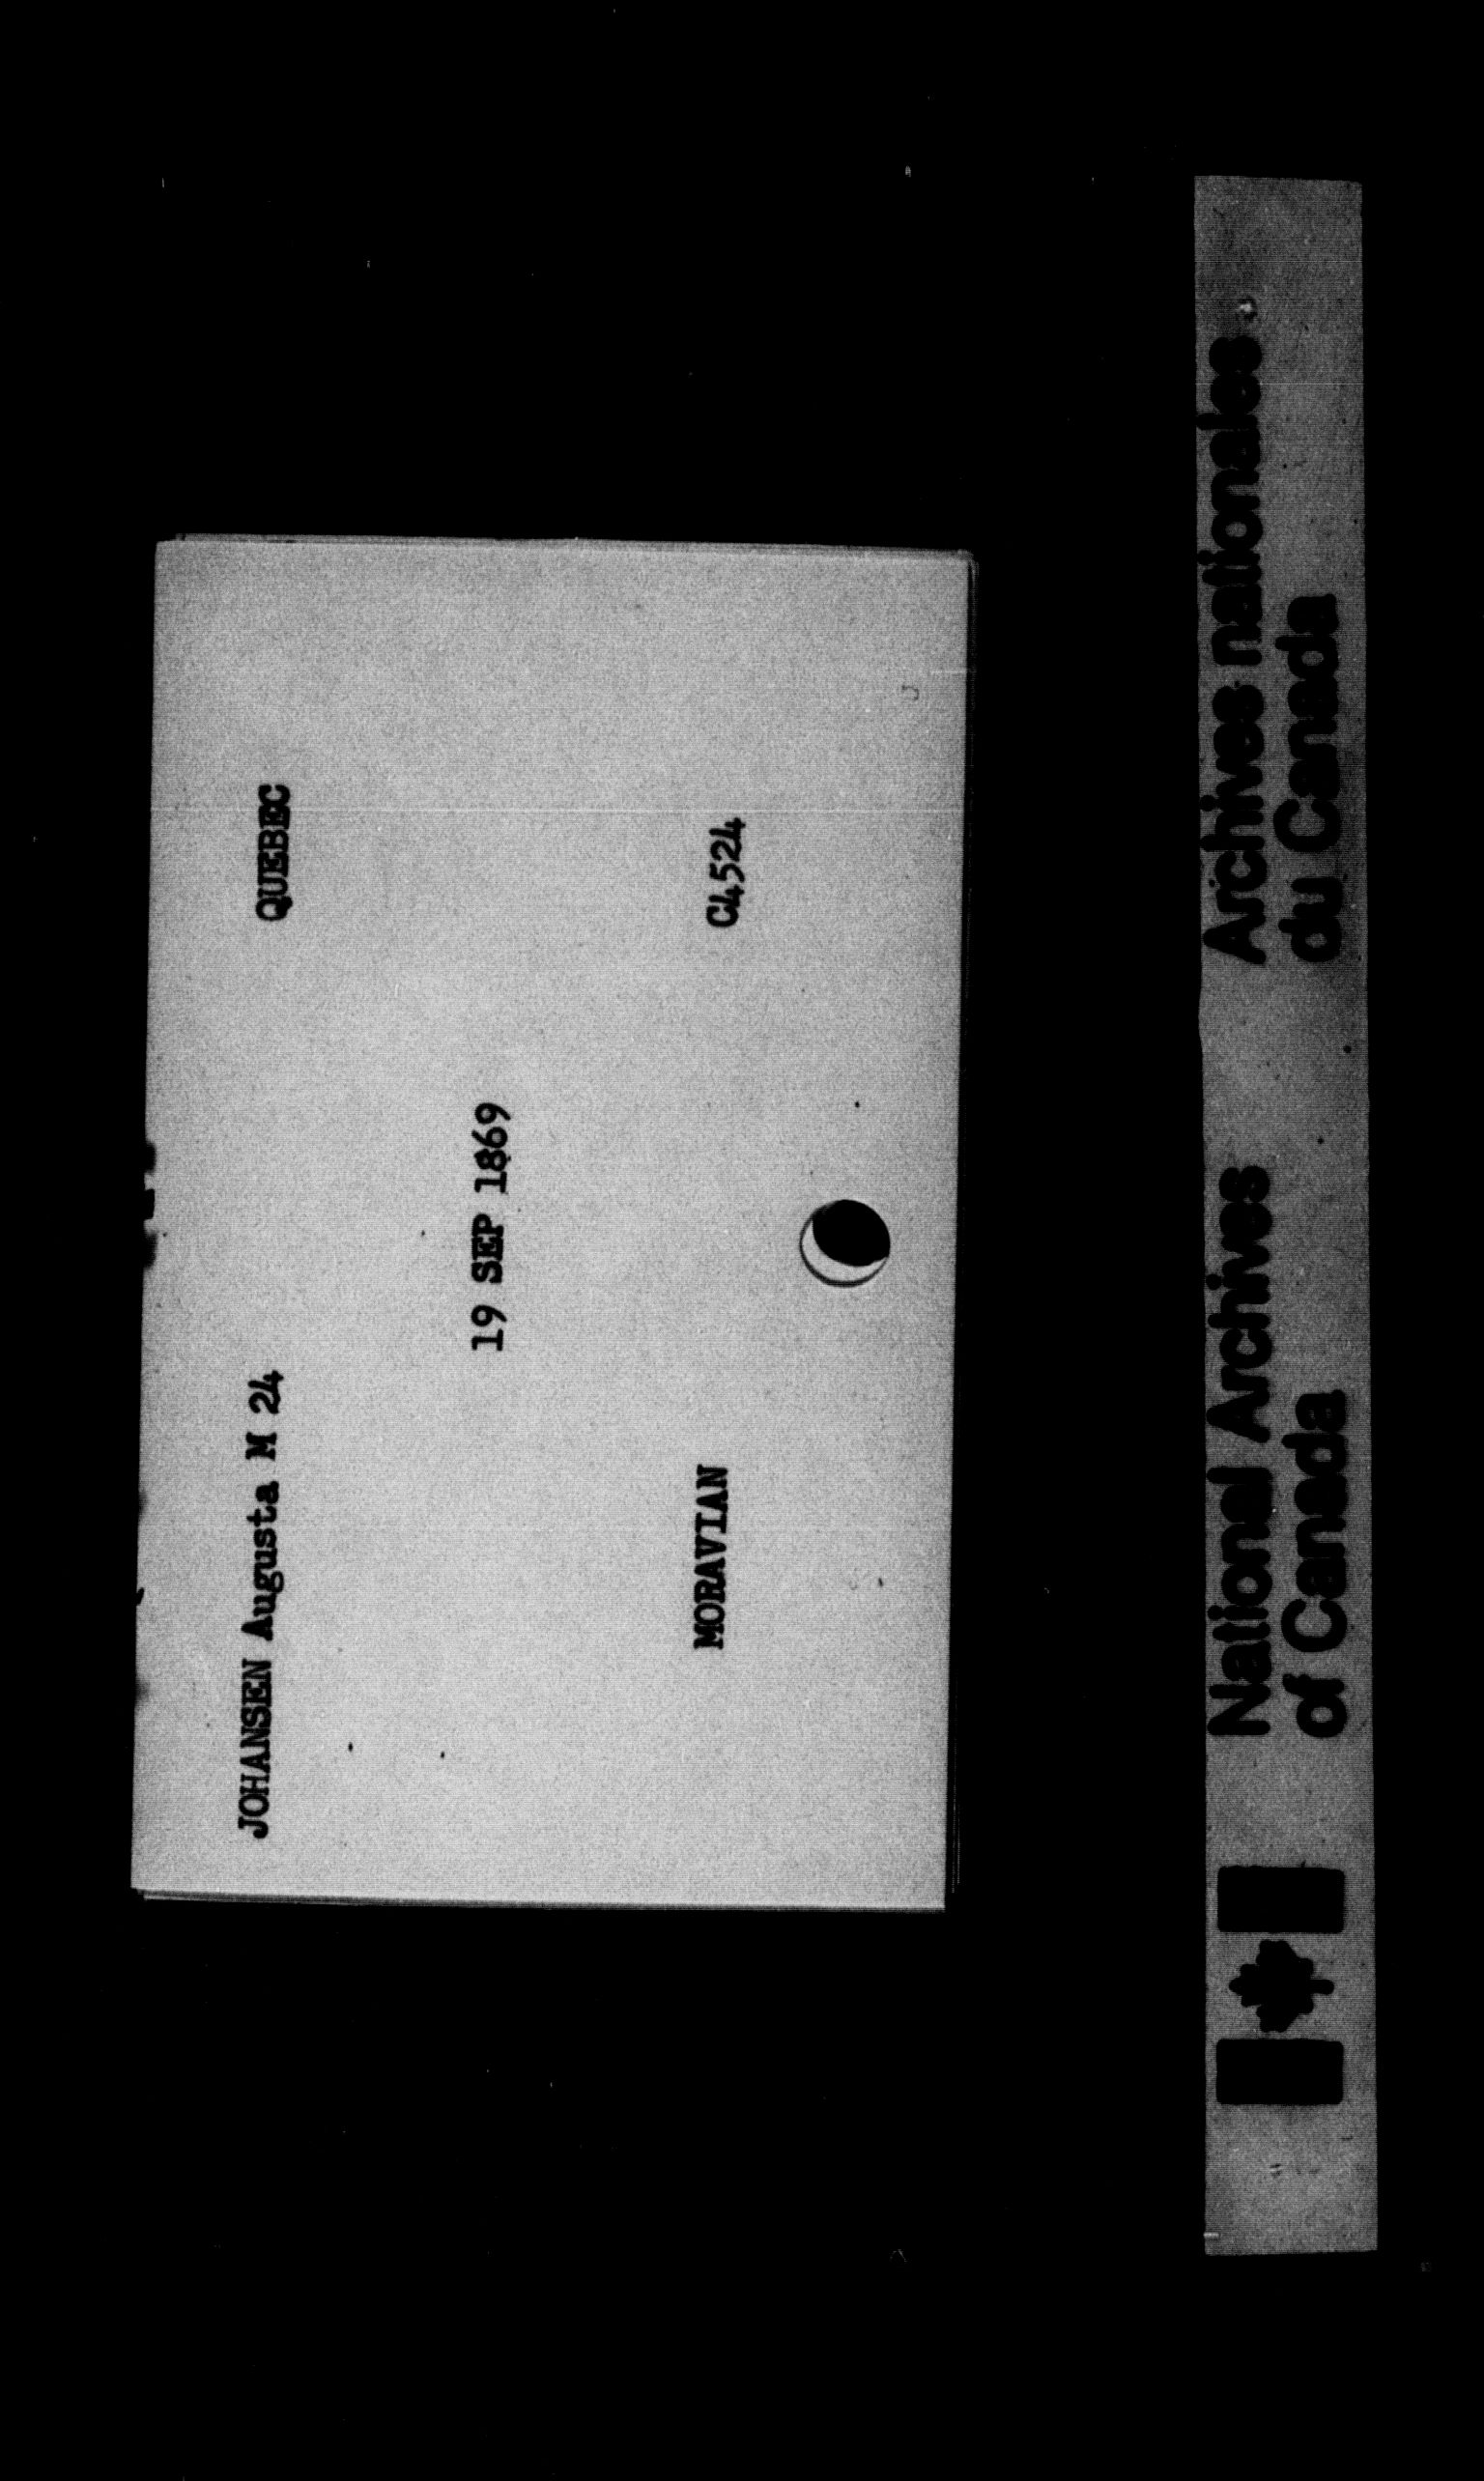 JOHANSEN Augusta M 24 QUEBEC
19 SEP 1869
MORAVIAN C4524
National Archives
of Canada
Archives nationales
du Canada